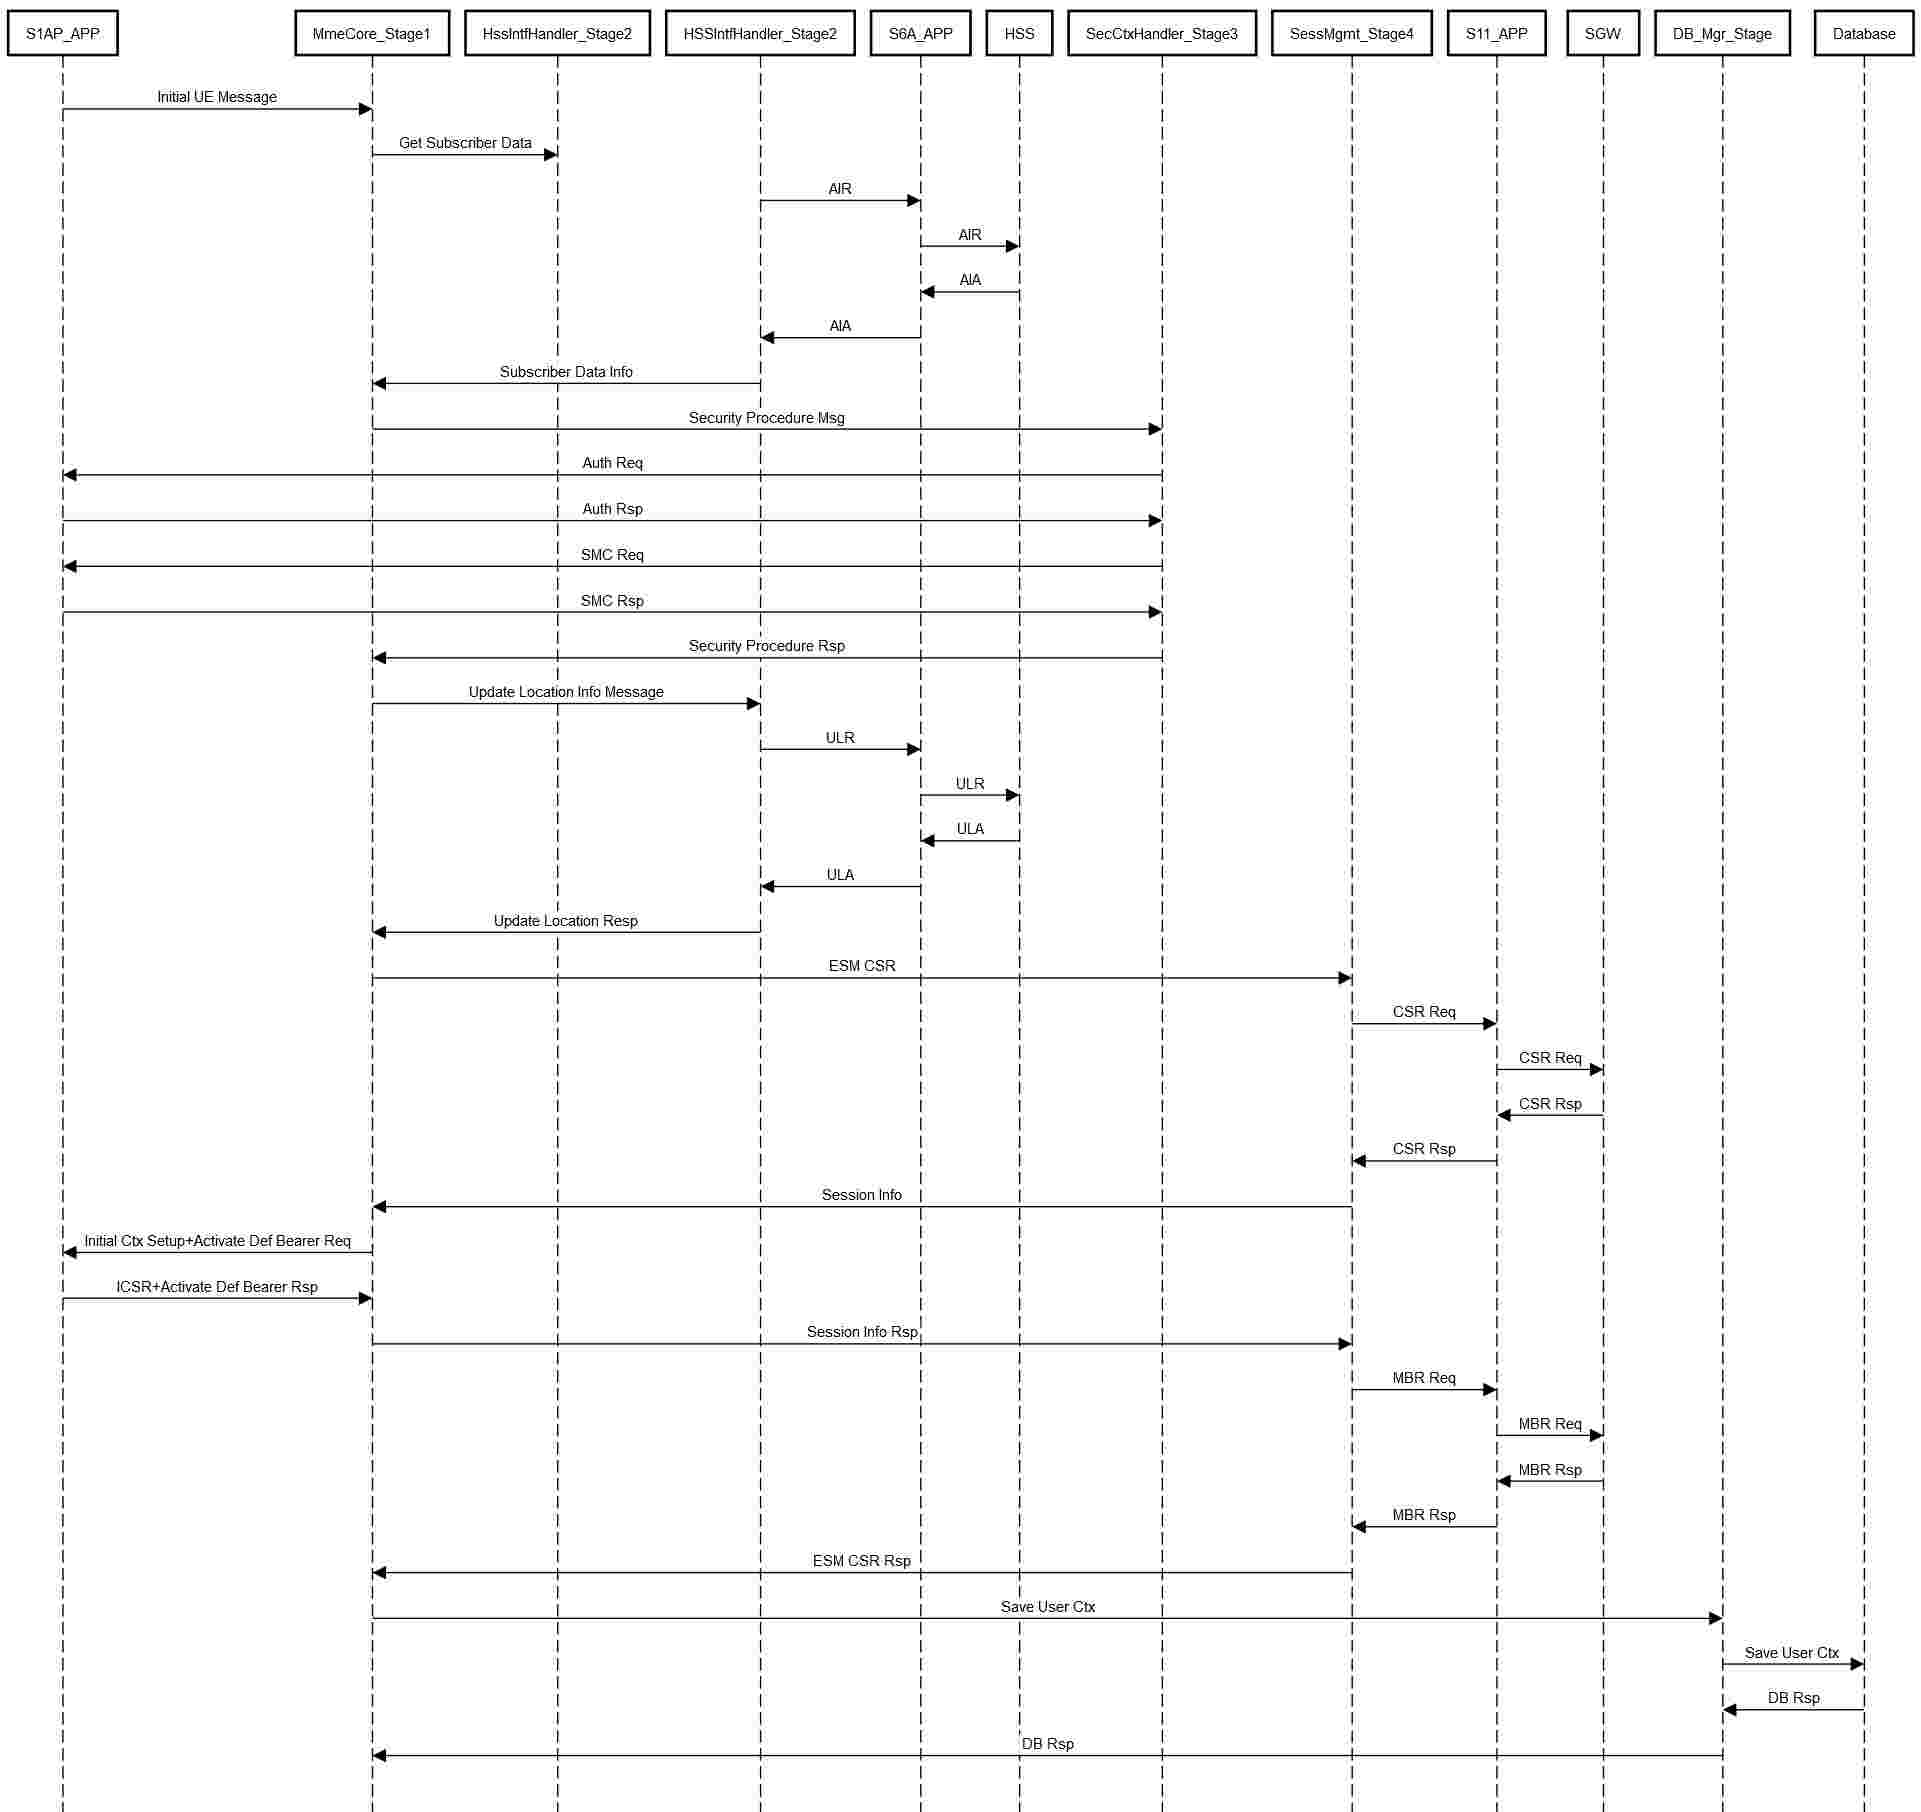 S1AP_APP
MmeCore_Stage1
HssIntfHandler_Stage2
HSSIntfHandler_Stage2
S6A_APP
HSS
SecCtxHandler_Stage3
SessMgmt_Stage4
S11_APP
SGW
DB_Mgr_Stage
Database
Initial UE Message
Get Subscriber Data
AIR
AIR
AIA
AIA
Subscriber Data Info
Security Procedure Msg
Auth Req
Auth Rsp
SMC Req
SMC Rsp
Security Procedure Rsp
Update Location Info Message
ULR
ULR
ULA
ULA
Update Location Resp
ESM CSR
CSR Req
CSR Req
CSR Rsp
CSR Rsp
Session Info
Initial Ctx Setup+Activate Def Bearer Req
ICSR+Activate Def Bearer Rsp
Session Info Rsp
MBR Req
MBR Req
MBR Rsp
MBR Rsp
ESM CSR Rsp
Save User Ctx
Save User Ctx
DB Rsp
DB Rsp